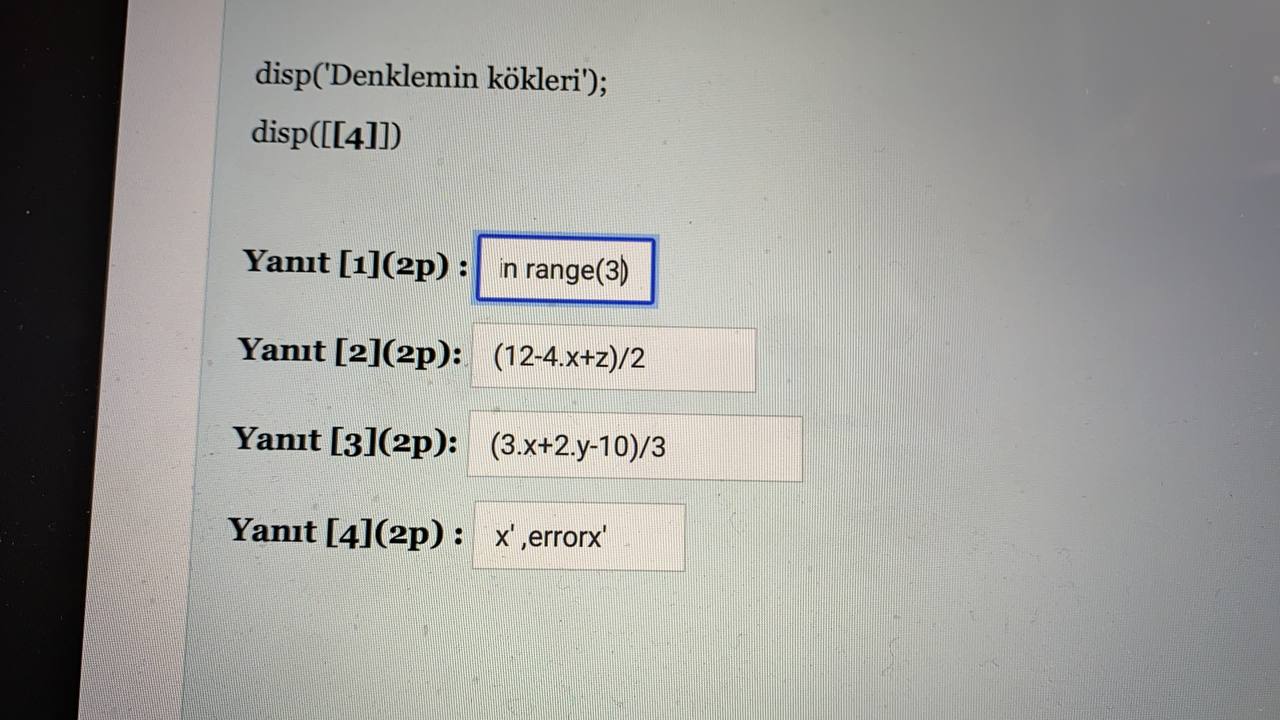 disp('Denklemin kökleri');
disp([[4]])
Yanıt [1](2p) : in range(3)
Yanıt [2](2p): (12-4.x+z)/2
Yanıt [3](2p): (3.x+2.y-10)/3
Yanıt [4](2p) : x' ,errorx'